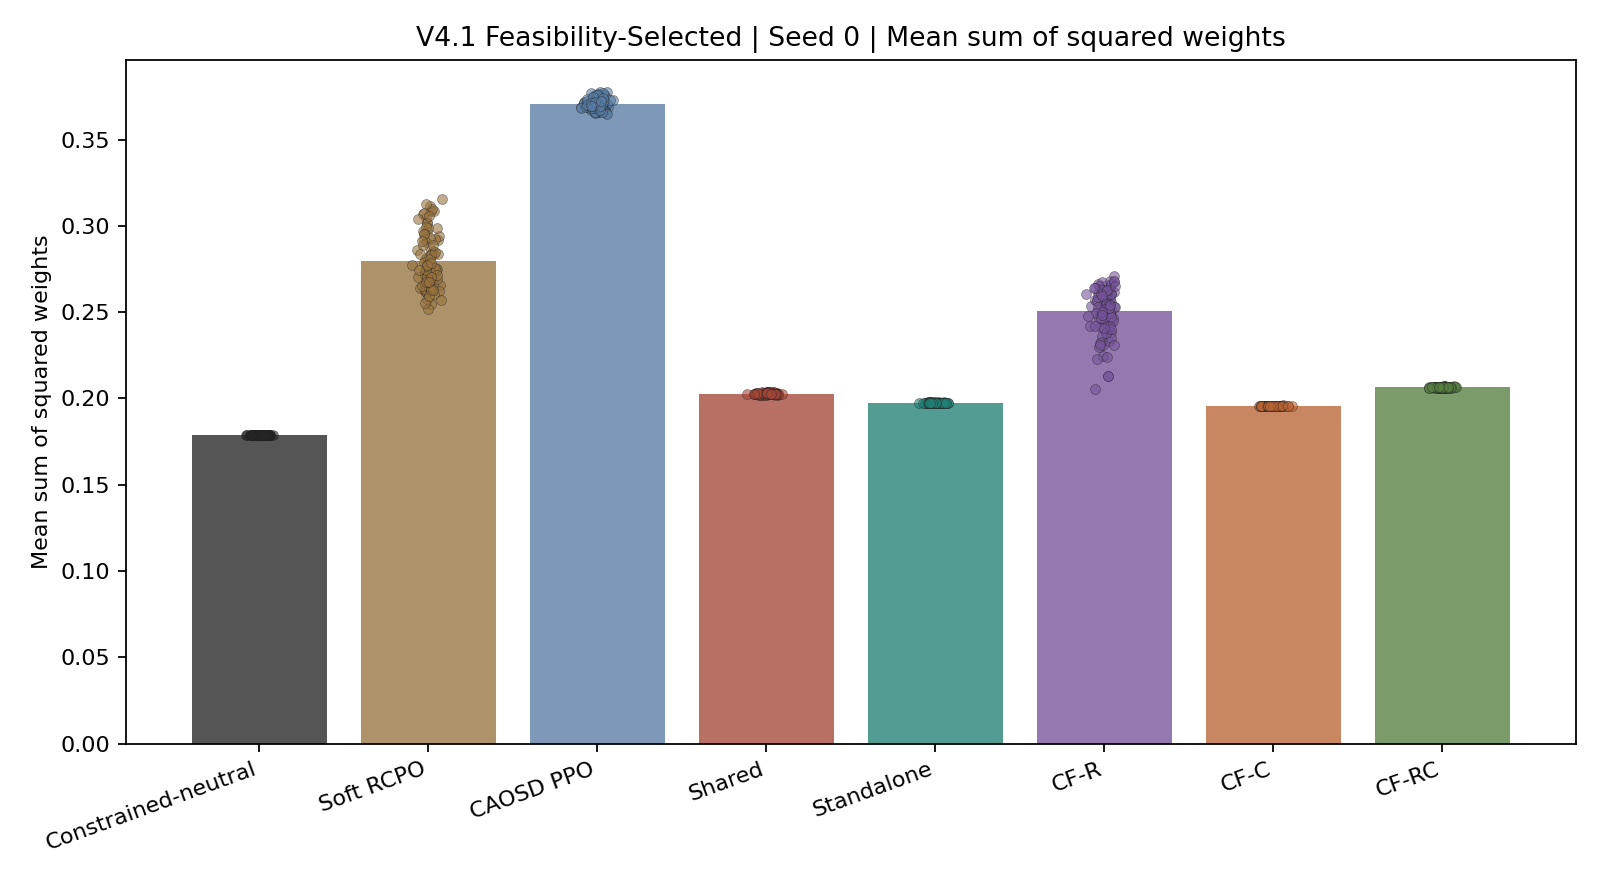 V4.1 Feasibility-Selected | Seed 0 | Mean sum of squared weights
Mean sum of squared weights
0.35
0.30
0.25
0.20
0.15
0.10
0.05
0.00
Constrained-neutral
Soft RCPO
CAOSD PPO
Shared
Standalone
CF-R
CF-C
CF-RC